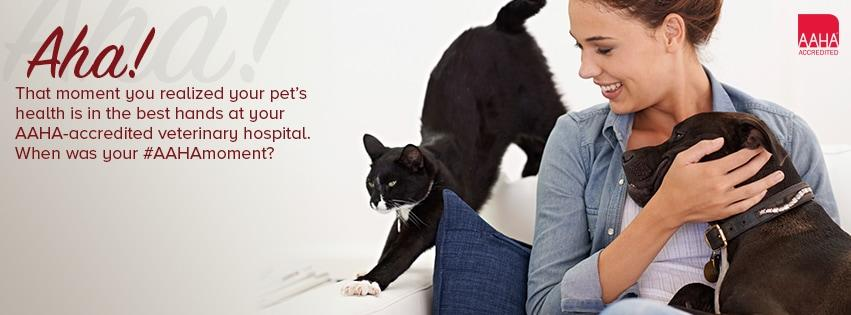 Aha!
That moment you realized your pet's
health is in the best hands at your
AAHA-accredited veterinary hospital.
When was your #AAHAmoment?
AAHA
ACCREDITED